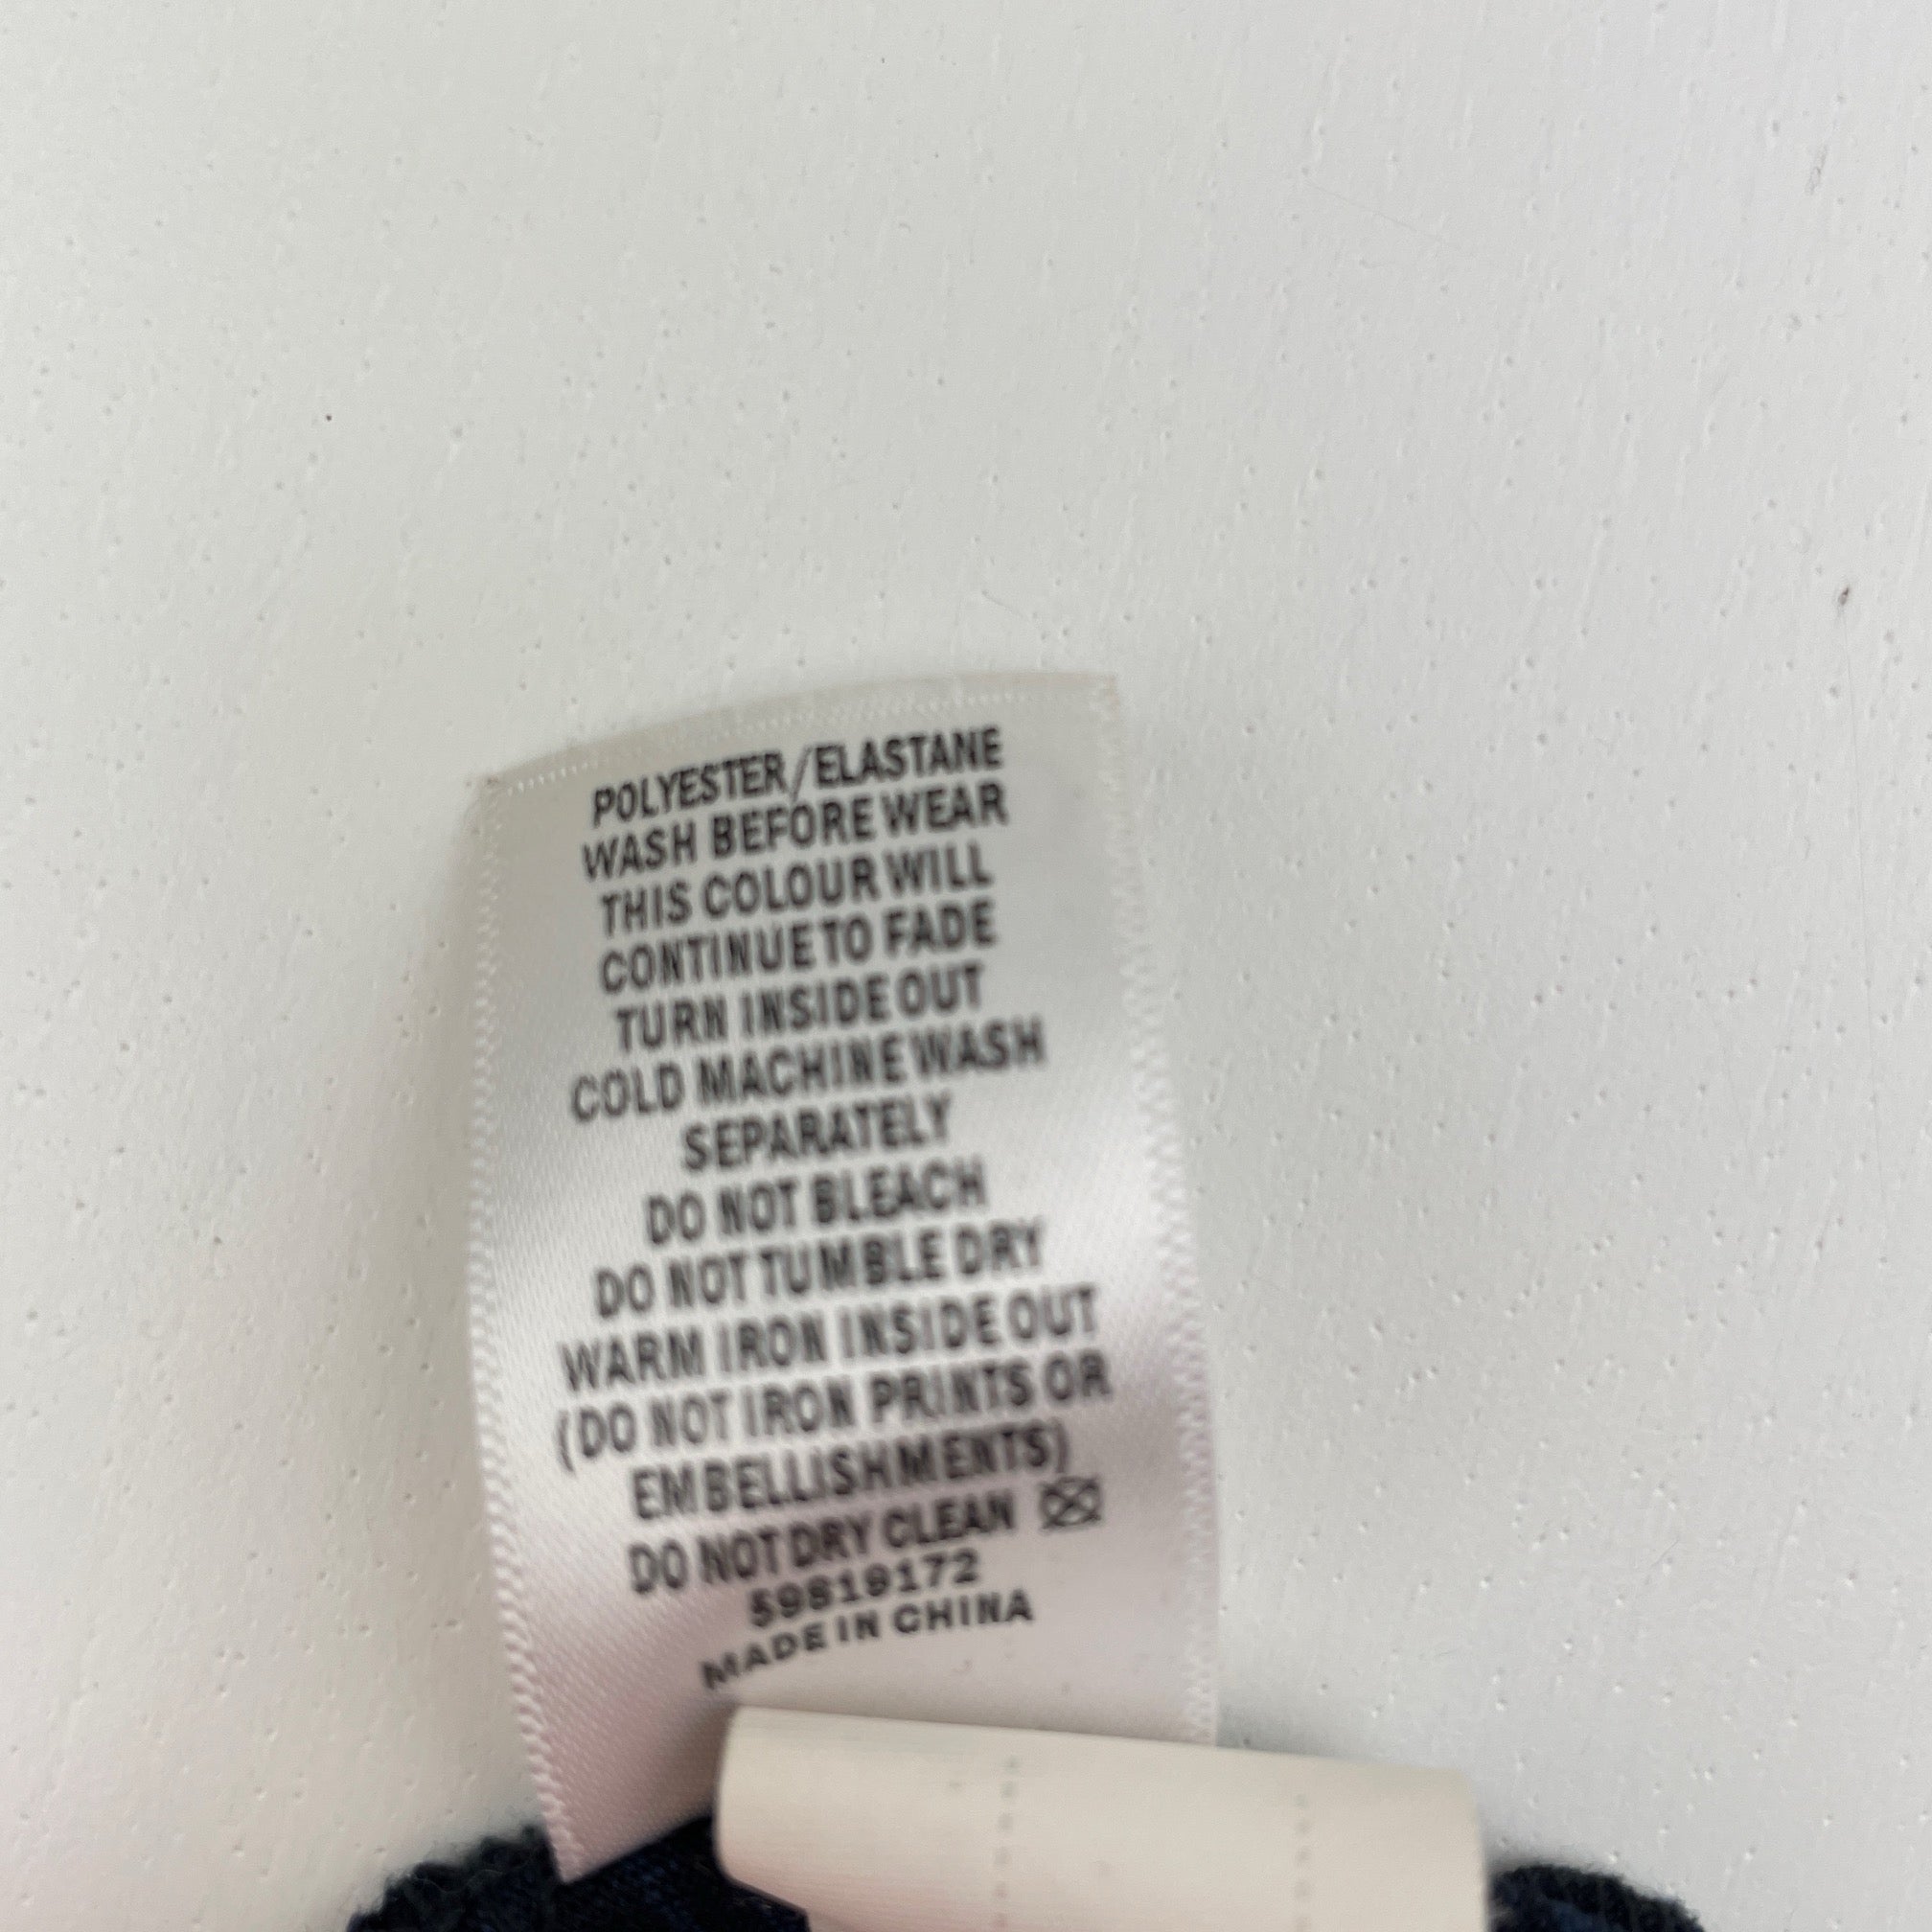 POLYESTER/ELASTANE
WASH BEFORE WEAR
THIS COLOUR WILL
CONTINUE TO FADE
TURN INSIDE OUT
COLD MACHINE WASH
SEPARATELY
DO NOT BLEACH
DO NOT TUMBLE DRY
WARM IRON INSIDE OUT
(DO NOT IRON PRINTS OR
EMBELLISHMENTS)
DO NOT DRY CLEAN
59819172
MADE IN CHINA